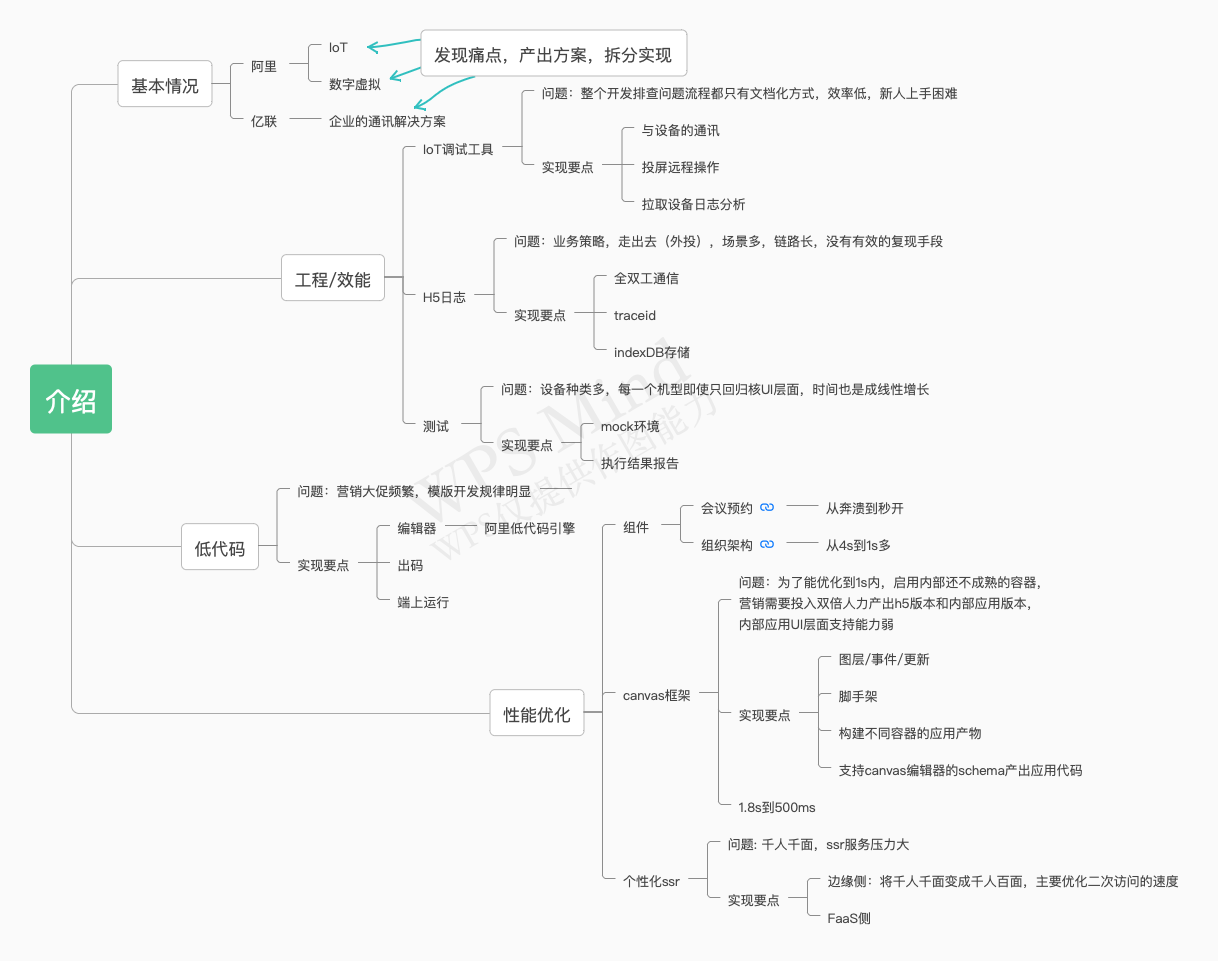 介绍
基本情况
阿里
IoT
数字虚拟
亿联
企业的通讯解决方案
发现痛点，产出方案，拆分实现
工程/效能
IoT调试工具
问题：整个开发排查问题流程都只有文档化方式，效率低，新人上手困难
实现要点
与设备的通讯
投屏远程操作
拉取设备日志分析
H5日志
问题：业务策略，走出去（外投），场景多，链路长，没有有效的复现手段
实现要点
全双工通信
traceid
indexDB存储
测试
问题：设备种类多，每一个机型即使只回归核UI层面，时间也是成线性增长
实现要点
mock环境
执行结果报告
低代码
问题：营销大促频繁，模版开发规律明显
实现要点
编辑器
阿里低代码引擎
出码
端上运行
性能优化
组件
会议预约
从奔溃到秒开
组织架构
从4s到1s多
canvas框架
问题：为了能优化到1s内，启用内部还不成熟的容器，
营销需要投入双倍人力产出h5版本和内部应用版本，
内部应用UI层面支持能力弱
实现要点
图层/事件/更新
脚手架
构建不同容器的应用产物
支持canvas编辑器的schema产出应用代码
1.8s到500ms
个性化ssr
问题: 千人千面，ssr服务压力大
实现要点
边缘侧：将千人千面变成千人百面，主要优化二次访问的速度
FaaS侧
WPS Mind
WPS仅提供作图能力